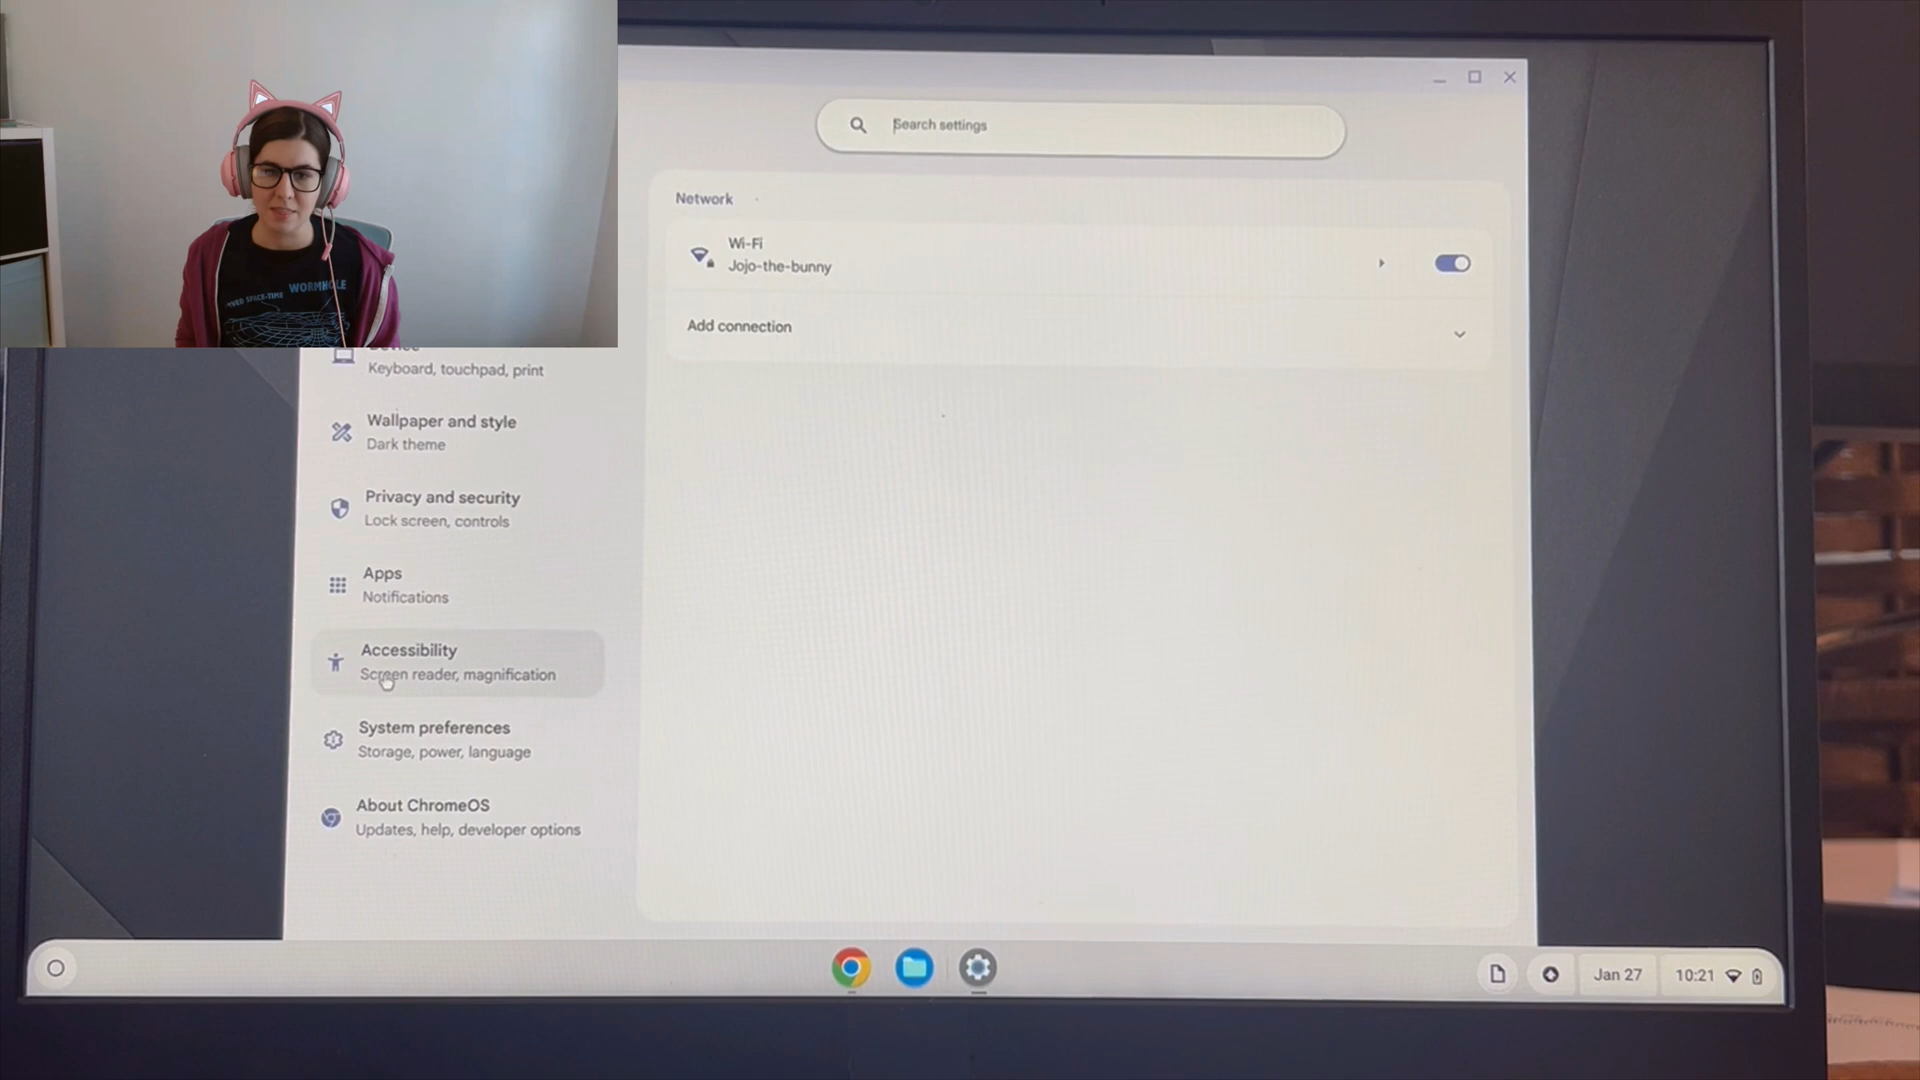 WORMHOLE
SPACE-TIME
Search settings
Network
Wi-Fi
Jojo-the-bunny
Add connection
Keyboard, touchpad, print
Wallpaper and style
Dark theme
Privacy and security
Lock screen, controls
Apps
Notifications
Accessibility
Screen reader, magnification
System preferences
Storage, power, language
About ChromeOS
Updates, help, developer options
Jan 27
10:21